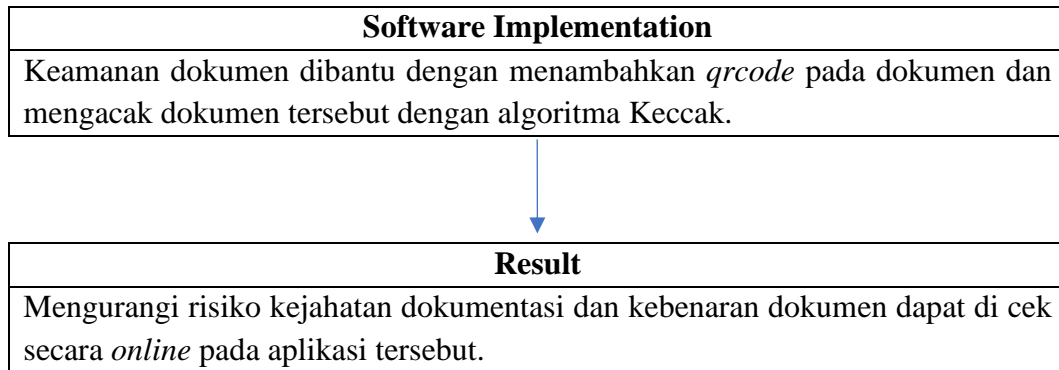 Software Implementation
Keamanan dokumen dibantu dengan menambahkan qrcode pada dokumen dan
mengacak dokumen tersebut dengan algoritma Keccak.
Result
Mengurangi risiko kejahatan dokumentasi dan kebenaran dokumen dapat di cek
secara online pada aplikasi tersebut.